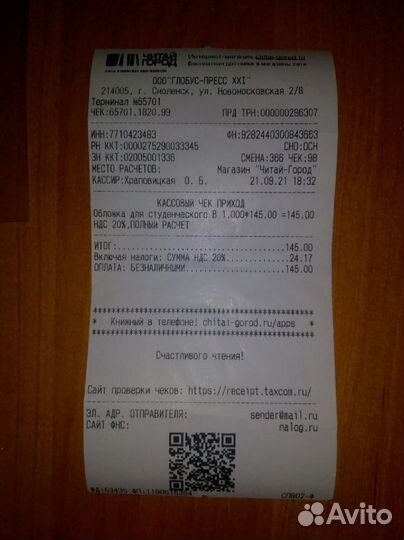 ЧИТАЙ
ГОРОД
Интернет-магазин chitai-gorod.ru
Бесплатная доставка в магазины сети
ООО"ГЛОБУС-ПРЕСС XXI"
214005, г. Смоленск, ул. Новомосковская 2/8
Терминал №65701
ЧЕК:65701.1820.99 ПРД ТРН:000000296307
ИНН:7710423483 ФН:9282440300843663
РН ККТ:0000275290033345 СНО:ОСН
ЗН ККТ:02005001336 СМЕНА:366 ЧЕК:98
МЕСТО РАСЧЕТОВ: Магазин "Читай-Город"
КАССИР:Храповицкая О. Б. 21.09.21 18:32
КАССОВЫЙ ЧЕК ПРИХОД
Обложка для студенческого В 1.000*145.00 =145.00
НДС 20%,ПОЛНЫЙ РАСЧЕТ
ИТОГ: 145.00
Включая налоги: СУММА НДС 20% 24.17
ОПЛАТА: БЕЗНАЛИЧНЫМИ 145.00
* Книжный в телефоне! chitai-gorod.ru/apps *
Счастливого чтения!
Сайт проверки чеков: https://receipt.taxcom.ru/
ЭЛ. АДР. ОТПРАВИТЕЛЯ: sender@mail.ru
САЙТ ФНС: nalog.ru
СПВ02-Ф
Avito